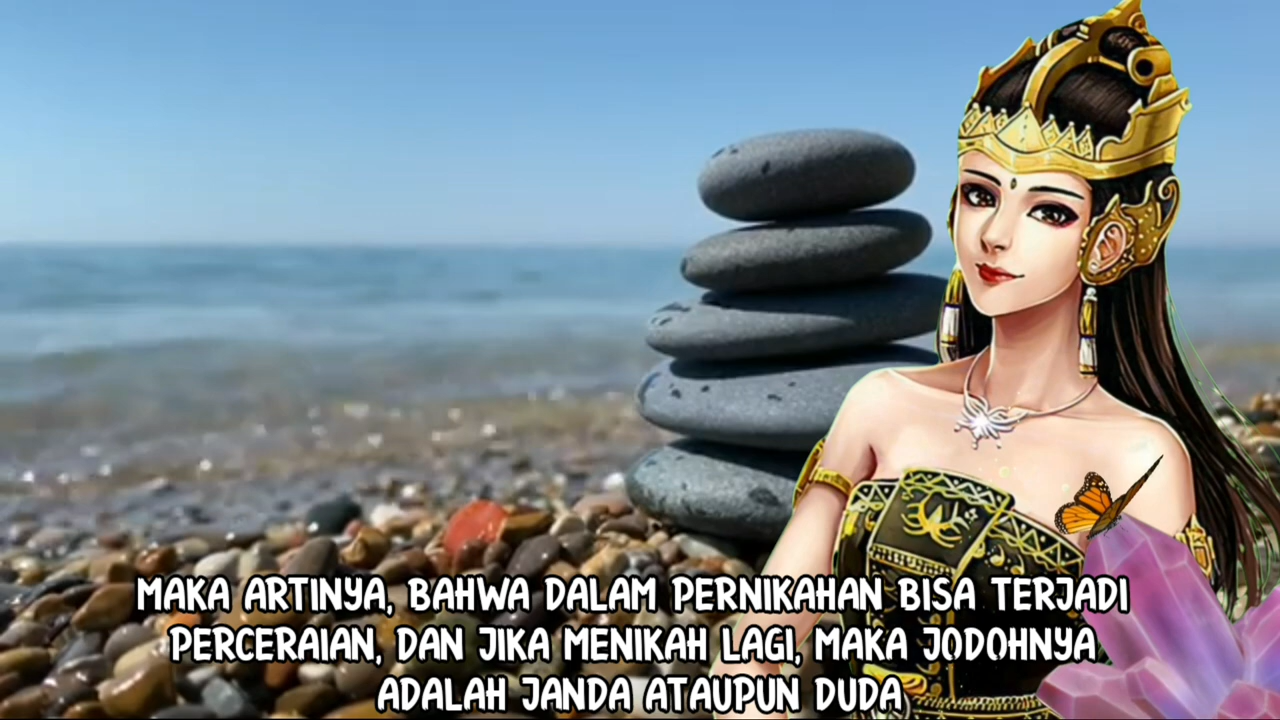 MAKA ARTINYA, BAHWA DALAM PERNIKAHAN BISA TERJADI
PERCERAIAN, DAN JIKA MENIKAH LAGI, MAKA JODOHNYA
ADALAH JANDA ATAUPUN DUDA